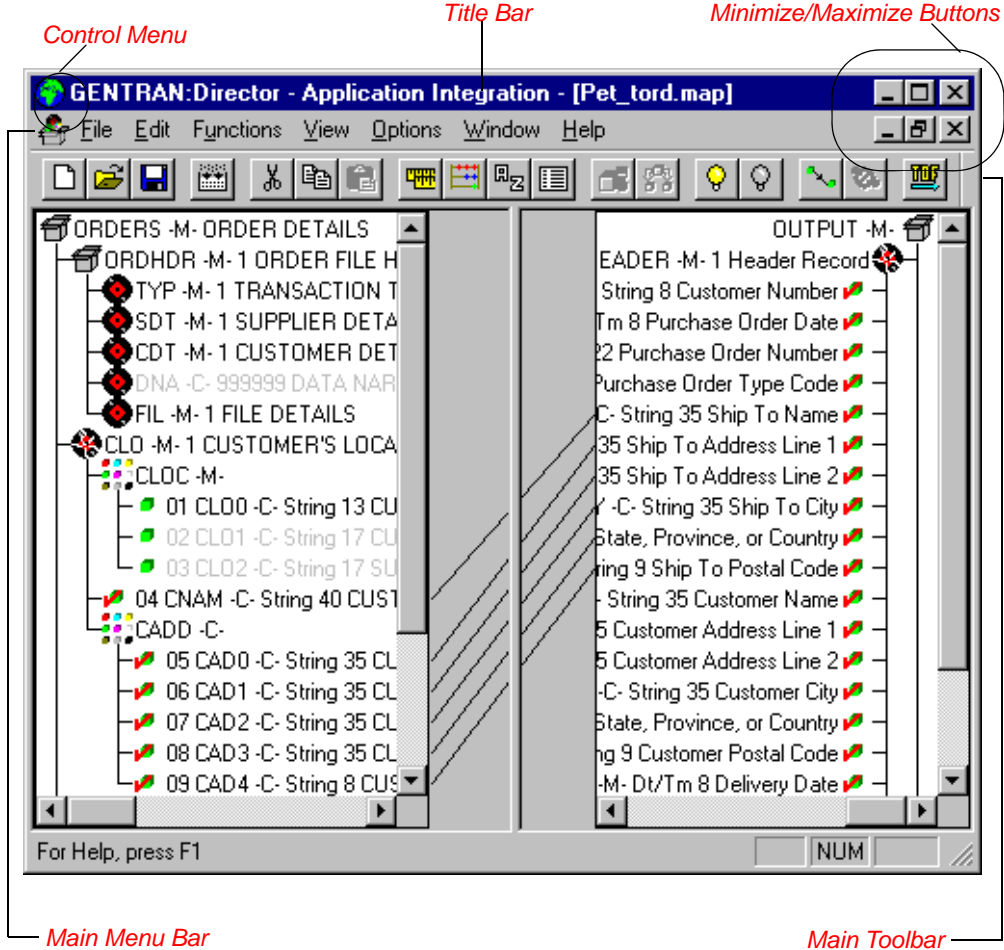 Title Bar
Minimize/Maximize Buttons
Control Menu
GENTRAN:Director - Application Integration - [Pet_tord.map]
File Edit Functions View Options Window Help
ORDERS -M- ORDER DETAILS
ORDHDR -M- 1 ORDER FILE H
TYP -M- 1 TRANSACTION T
SDT -M- 1 SUPPLIER DETA
CDT -M- 1 CUSTOMER DET
DNA -C- 999999 DATA NAR
FIL -M- 1 FILE DETAILS
CLO -M- 1 CUSTOMER'S LOCA
CLOC -M-
01 CLO0 -C- String 13 CU
02 CLO1 -C- String 17 CU
03 CLO2 -C- String 17 SU
04 CNAM -C- String 40 CUST
CADD -C-
05 CAD0 -C- String 35 CL
06 CAD1 -C- String 35 CL
07 CAD2 -C- String 35 CL
08 CAD3 -C- String 35 CL
09 CAD4 -C- String 8 CUS
OUTPUT -M-
EADER -M- 1 Header Record
String 8 Customer Number
Tm 8 Purchase Order Date
22 Purchase Order Number
Purchase Order Type Code
C- String 35 Ship To Name
35 Ship To Address Line 1
35 Ship To Address Line 2
-C- String 35 Ship To City
State, Province, or Country
ring 9 Ship To Postal Code
- String 35 Customer Name
5 Customer Address Line 1
5 Customer Address Line 2
-C- String 35 Customer City
State, Province, or Country
ng 9 Customer Postal Code
-M- Dt/Tm 8 Delivery Date
For Help, press F1
NUM
Main Menu Bar
Main Toolbar